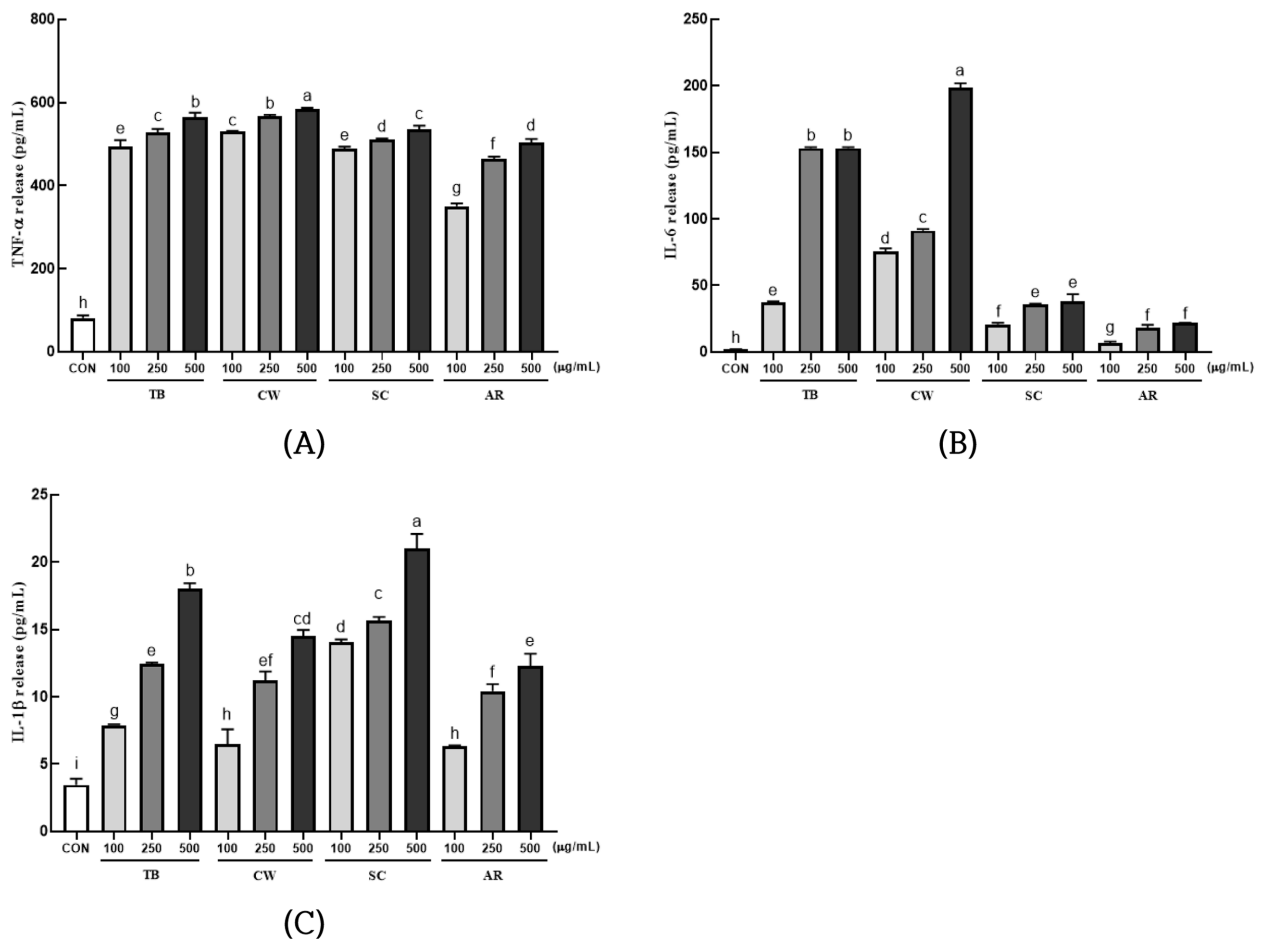 800
600
400
200
0
TNF-α release (pg/mL)
h
e
c
b
c
b
a
e
d
c
g
f
d
CON 100 250 500 100 250 500 100 250 500 100 250 500 (μg/mL)
TB CW SC AR
(A)
250
200
150
100
50
0
IL-6 release (pg/mL)
h
e
b
b
d
c
a
f
e
e
g
f
f
CON 100 250 500 100 250 500 100 250 500 100 250 500 (μg/mL)
TB CW SC AR
(B)
25
20
15
10
5
0
IL-1β release (pg/mL)
i
g
e
b
h
ef
cd
d
c
a
h
f
e
CON 100 250 500 100 250 500 100 250 500 100 250 500 (μg/mL)
TB CW SC AR
(C)